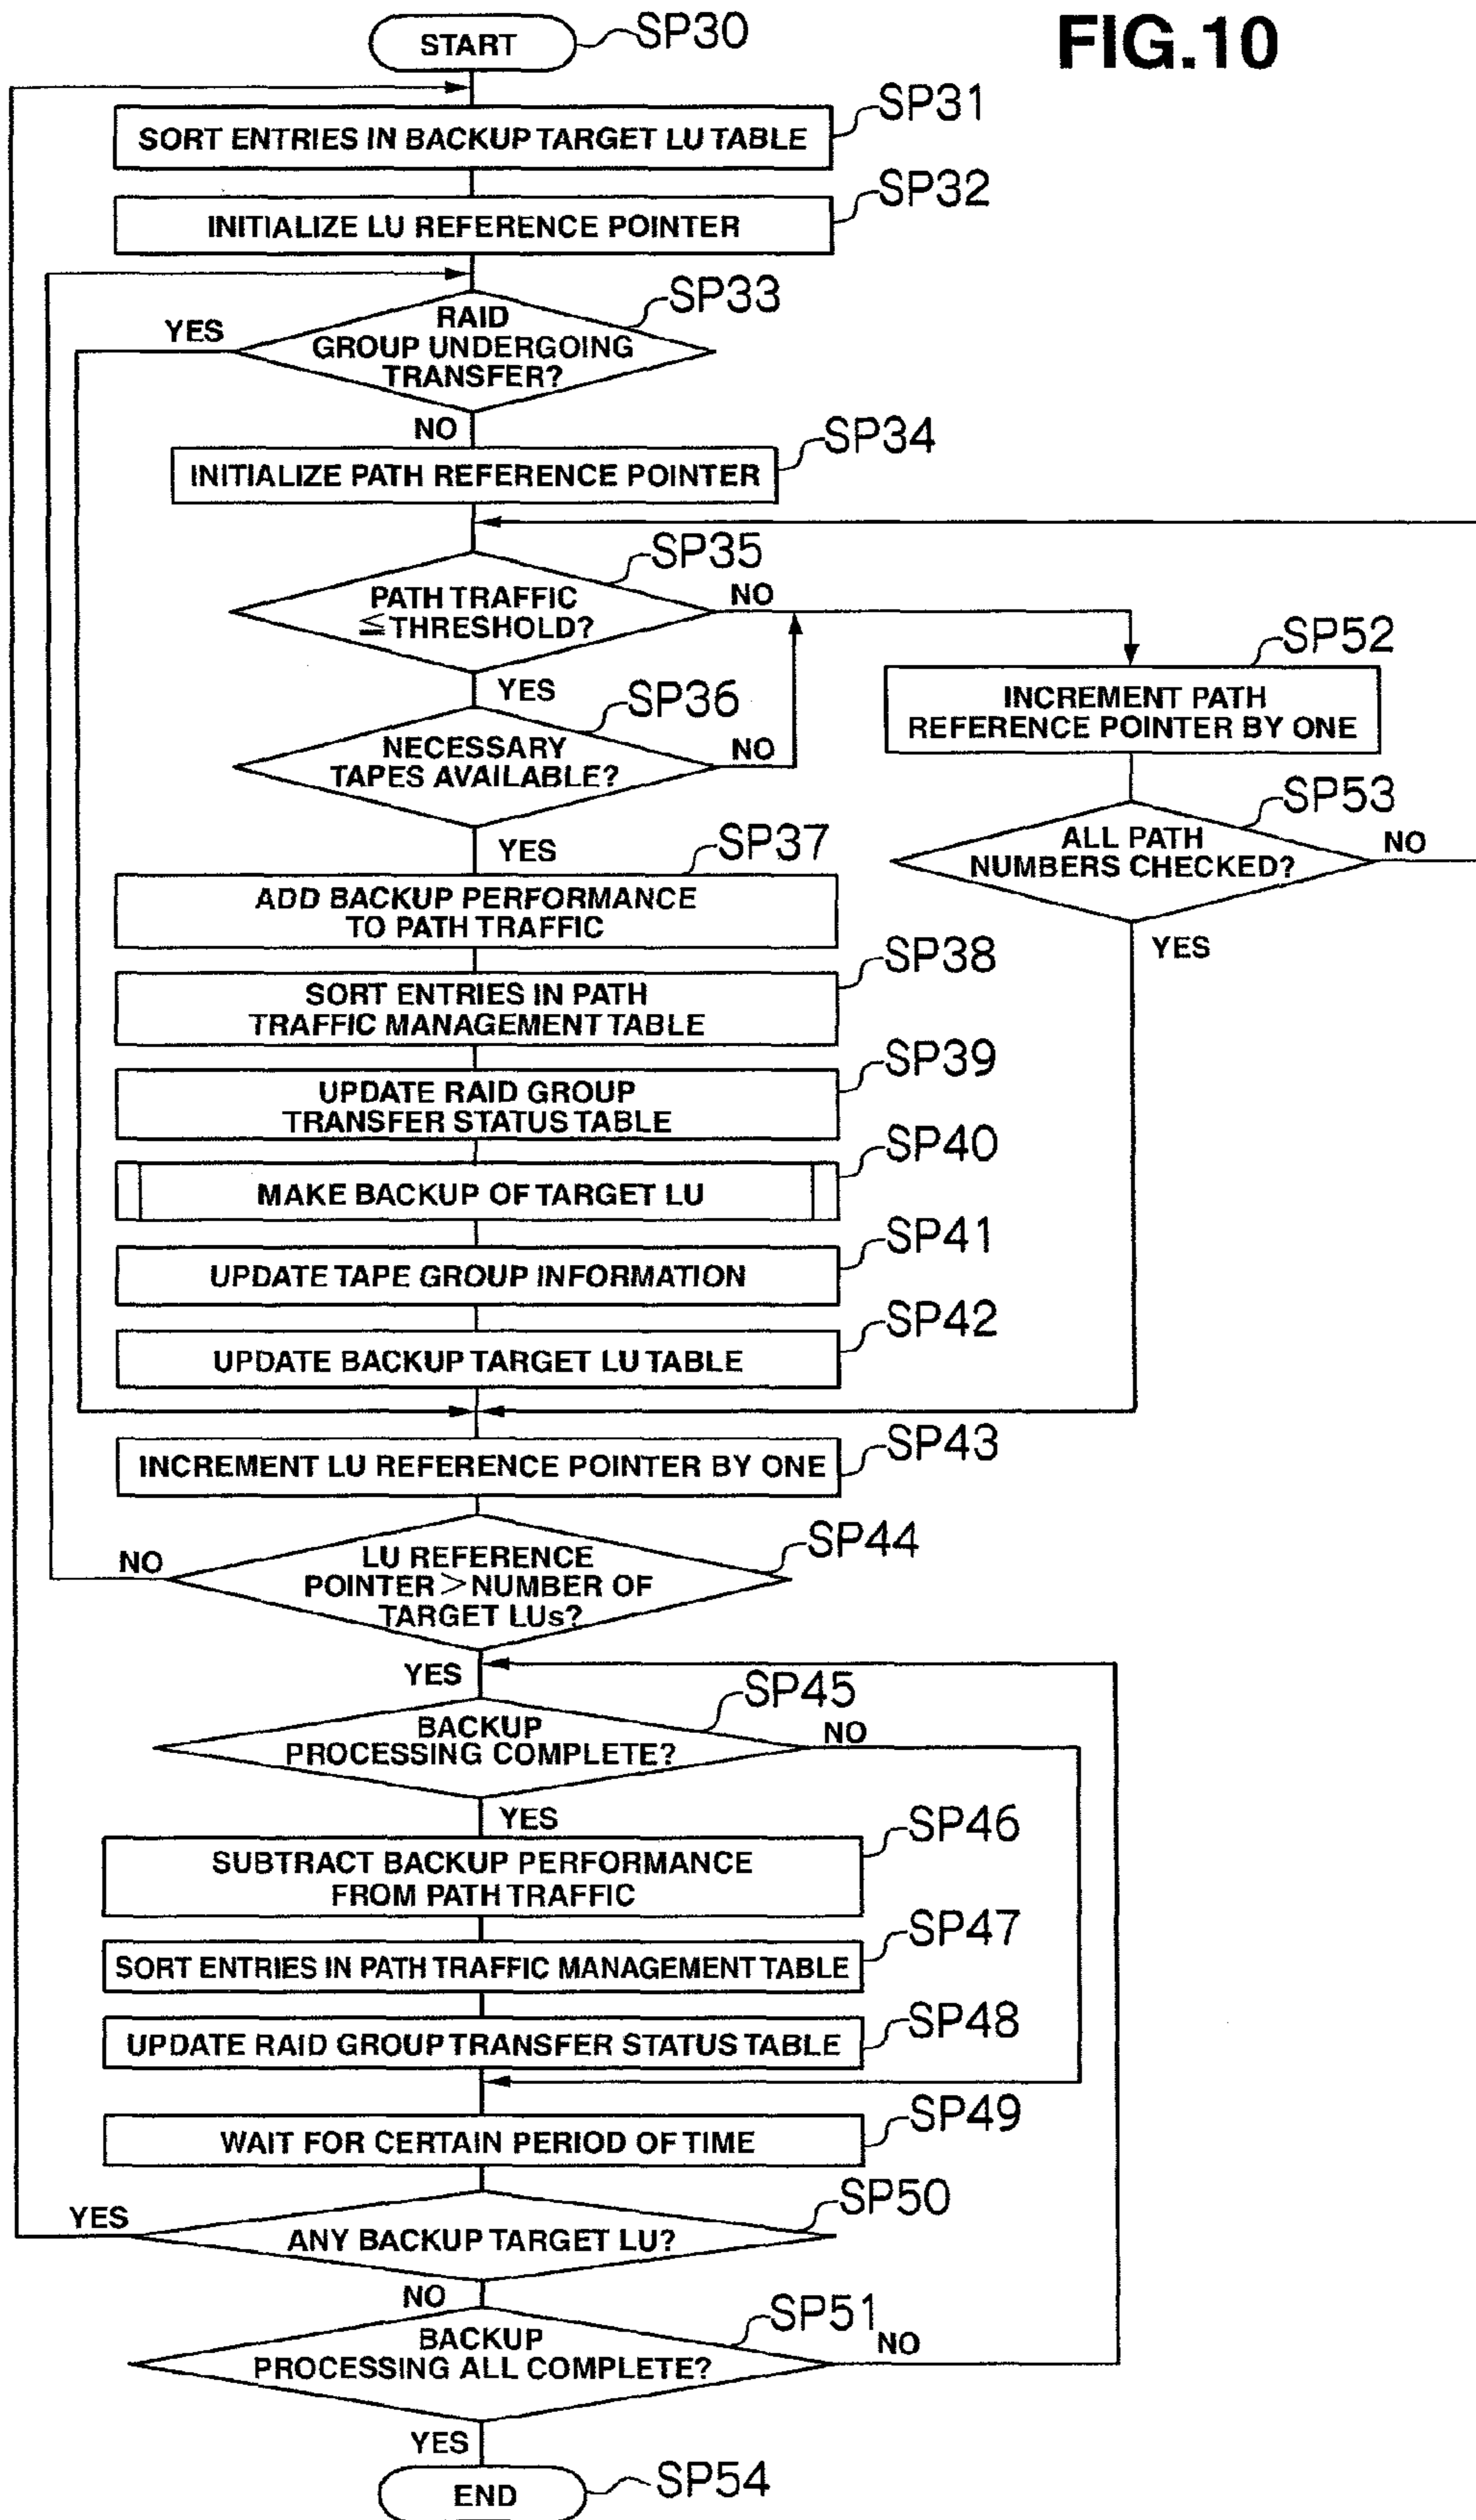 FIG.10
START
SP30
SP31
SORT ENTRIES IN BACKUP TARGET LU TABLE
SP32
INITIALIZE LU REFERENCE POINTER
SP33
YES
RAID
GROUP UNDERGOING
TRANSFER?
NO
SP34
INITIALIZE PATH REFERENCE POINTER
SP35
PATH TRAFFIC
≦THRESHOLD?
NO
YES
SP36
NECESSARY
TAPES AVAILABLE?
NO
YES
SP52
INCREMENT PATH
REFERENCE POINTER BY ONE
SP53
ALL PATH
NUMBERS CHECKED?
NO
YES
SP37
ADD BACKUP PERFORMANCE
TO PATH TRAFFIC
SP38
SORT ENTRIES IN PATH
TRAFFIC MANAGEMENT TABLE
SP39
UPDATE RAID GROUP
TRANSFER STATUS TABLE
SP40
MAKE BACKUP OF TARGET LU
SP41
UPDATE TAPE GROUP INFORMATION
SP42
UPDATE BACKUP TARGET LU TABLE
SP43
INCREMENT LU REFERENCE POINTER BY ONE
SP44
NO
LU REFERENCE
POINTER＞NUMBER OF
TARGET LUs?
YES
SP45
BACKUP
PROCESSING COMPLETE?
NO
YES
SP46
SUBTRACT BACKUP PERFORMANCE
FROM PATH TRAFFIC
SP47
SORT ENTRIES IN PATH TRAFFIC MANAGEMENT TABLE
SP48
UPDATE RAID GROUP TRANSFER STATUS TABLE
SP49
WAIT FOR CERTAIN PERIOD OF TIME
SP50
YES
ANY BACKUP TARGET LU?
NO
SP51
BACKUP
PROCESSING ALL COMPLETE?
NO
YES
END
SP54